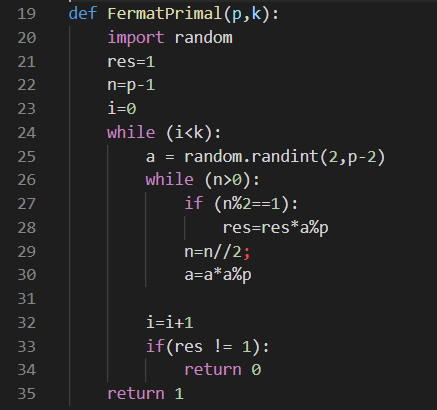 19 def FermatPrimal(p,k):
20 import random
21 res=1
22 n=p-1
23 i=0
24 while (i<k):
25 a = random.randint(2,p-2)
26 while (n>0):
27 if (n%2==1):
28 res=res*a%p
29 n=n//2;
30 a=a*a%p
31
32 i=i+1
33 if(res != 1):
34 return 0
35 return 1